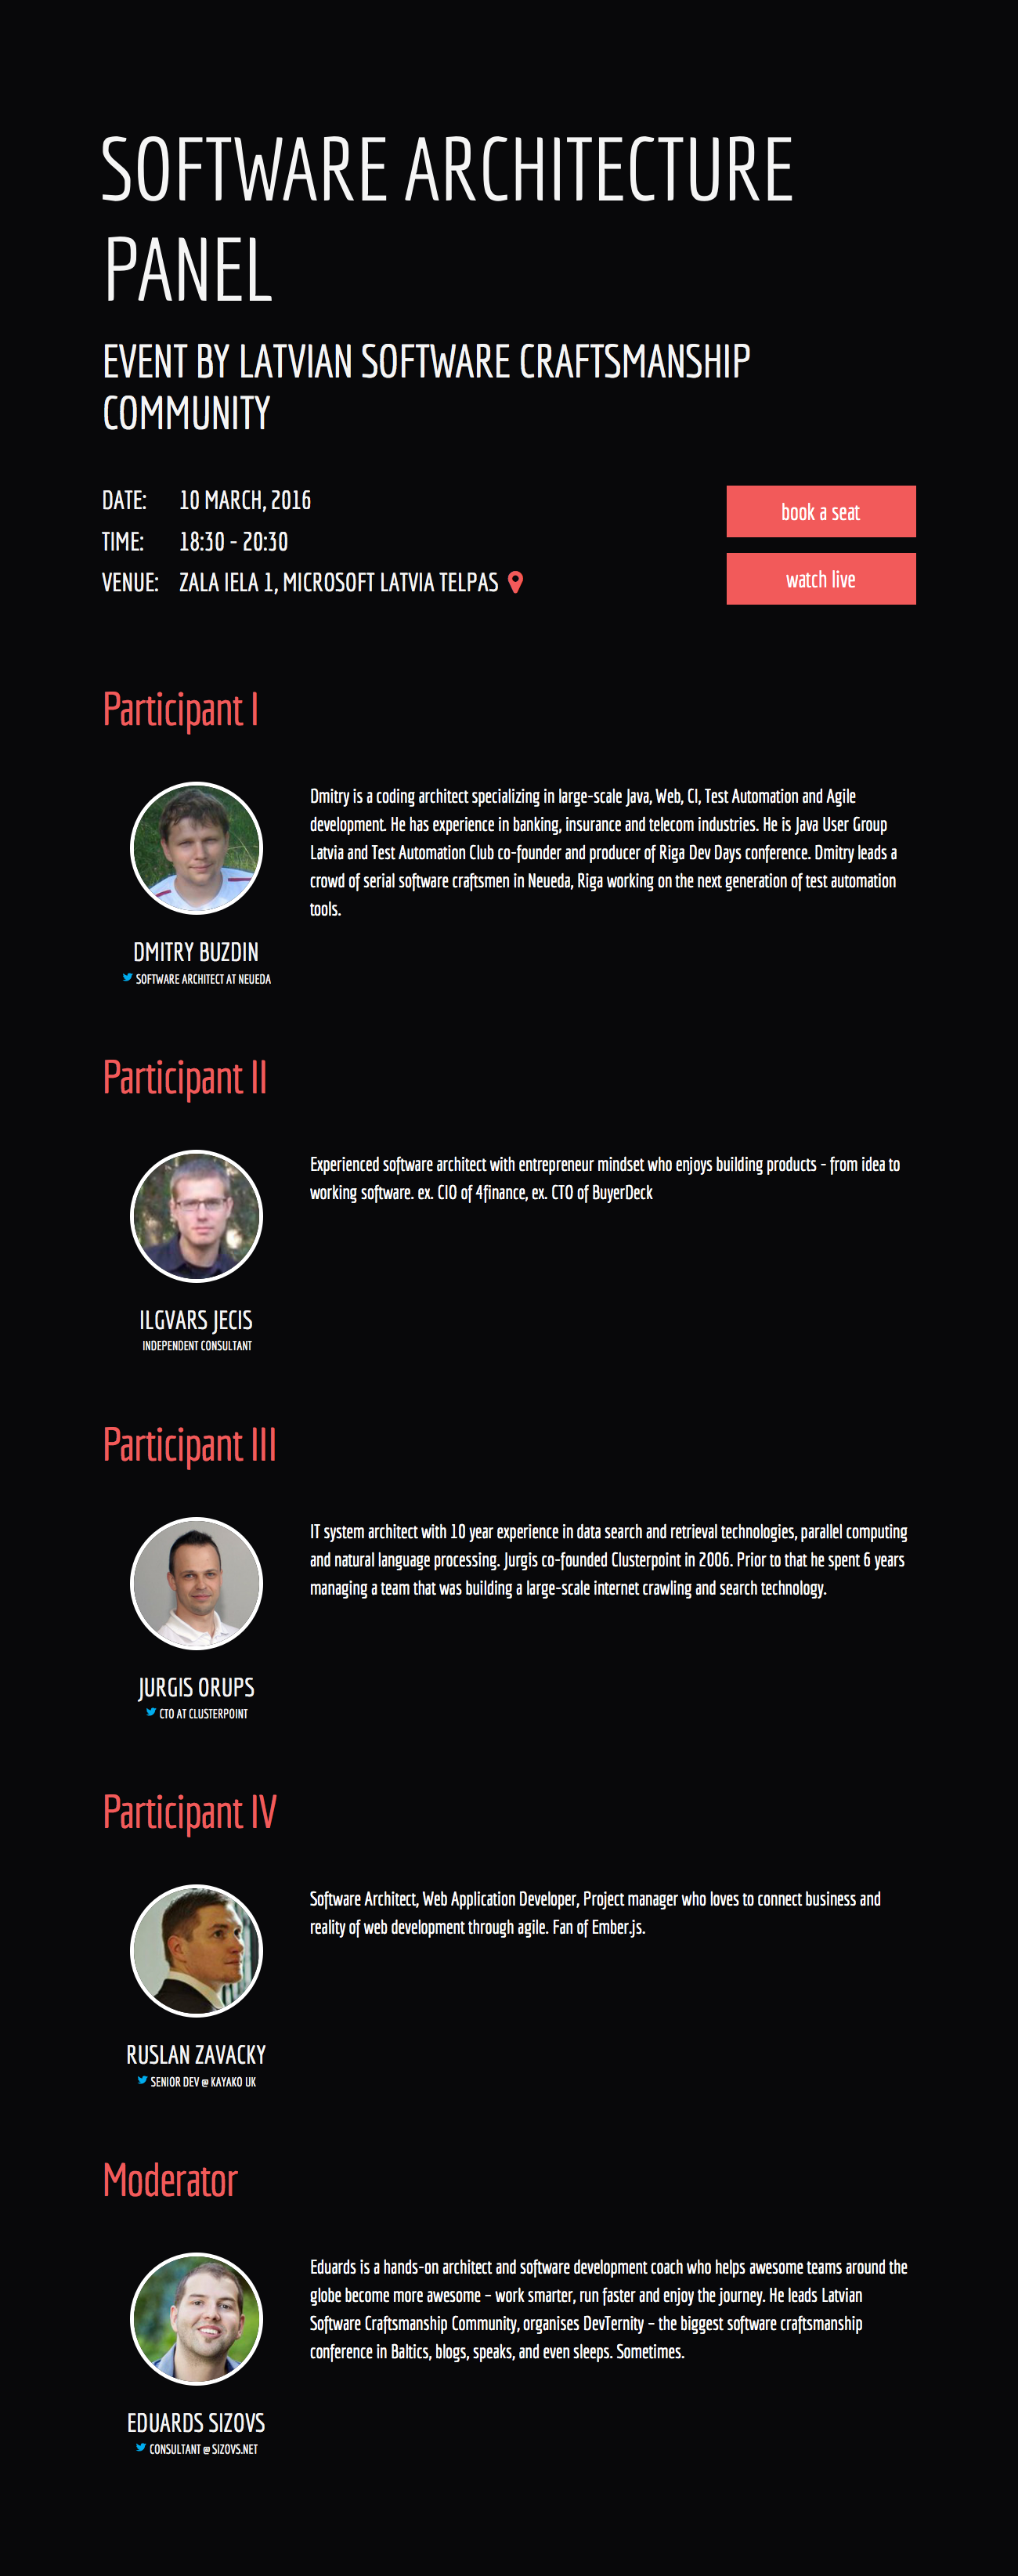 SOFTWARE ARCHITECTURE
PANEL
EVENT BY LATVIAN SOFTWARE CRAFTSMANSHIP
COMMUNITY
DATE: 10 MARCH, 2016
TIME: 18:30 - 20:30
VENUE: ZALA IELA 1, MICROSOFT LATVIA TELPAS
book a seat
watch live
Participant I
Dmitry is a coding architect specializing in large-scale Java, Web, CI, Test Automation and Agile
development. He has experience in banking, insurance and telecom industries. He is Java User Group
Latvia and Test Automation Club co-founder and producer of Riga Dev Days conference. Dmitry leads a
crowd of serial software craftsmen in Neueda, Riga working on the next generation of test automation
tools.
DMITRY BUZDIN
SOFTWARE ARCHITECT AT NEUEDA
Participant II
Experienced software architect with entrepreneur mindset who enjoys building products - from idea to
working software. ex. CIO of 4finance, ex. CTO of BuyerDeck
ILGVARS JECIS
INDEPENDENT CONSULTANT
Participant III
IT system architect with 10 year experience in data search and retrieval technologies, parallel computing
and natural language processing. Jurgis co-founded Clusterpoint in 2006. Prior to that he spent 6 years
managing a team that was building a large-scale internet crawling and search technology.
JURGIS ORUPS
CTO AT CLUSTERPOINT
Participant IV
Software Architect, Web Application Developer, Project manager who loves to connect business and
reality of web development through agile. Fan of Ember.js.
RUSLAN ZAVACKY
SENIOR DEV @ KAYAKO UK
Moderator
Eduards is a hands-on architect and software development coach who helps awesome teams around the
globe become more awesome – work smarter, run faster and enjoy the journey. He leads Latvian
Software Craftsmanship Community, organises DevTernity – the biggest software craftsmanship
conference in Baltics, blogs, speaks, and even sleeps. Sometimes.
EDUARDS SIZOVS
CONSULTANT @ SIZOVS.NET